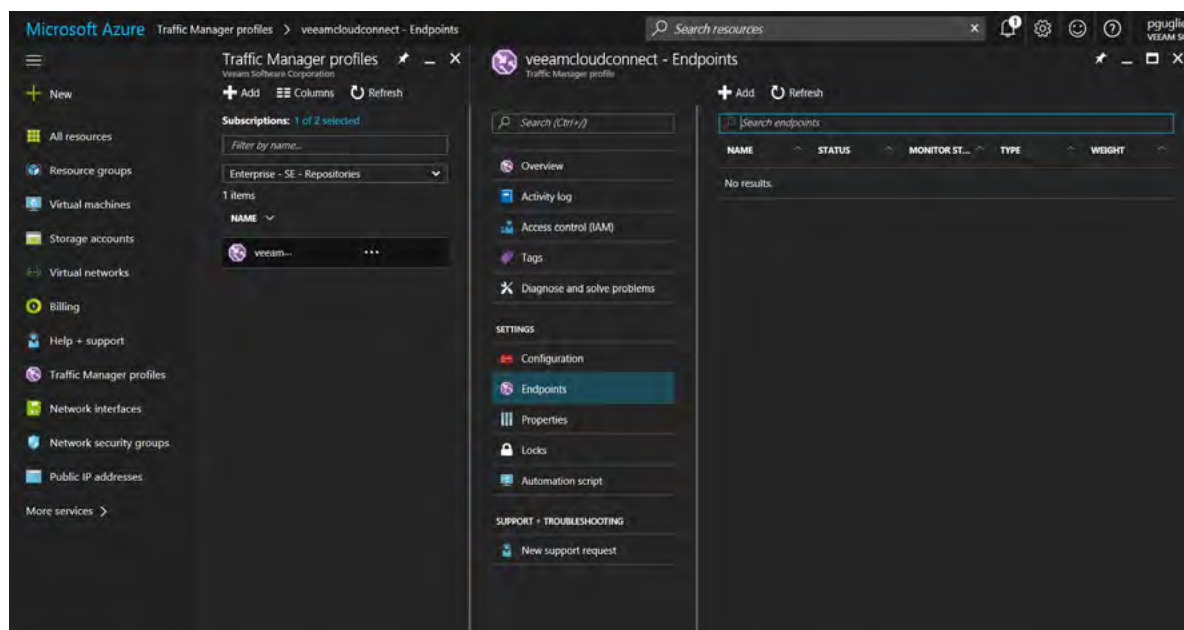 Microsoft Azure Traffic Manager profiles > veeamcloudconnect - Endpoints
Search resources
pgugli
VEEAM S
New
All resources
Resource groups
Virtual machines
Storage accounts
Virtual networks
Billing
Help + support
Traffic Manager profiles
Network interfaces
Network security groups
Public IP addresses
More services >
Traffic Manager profiles
Veeam Software Corporation
Add Columns Refresh
Subscriptions: 1 of 2 selected
Filter by name...
Enterprise - SE - Repositories
1 items
NAME
veeam... ...
veeamcloudconnect - Endpoints
Traffic Manager profile
Search (Ctrl+/)
Overview
Activity log
Access control (IAM)
Tags
Diagnose and solve problems
SETTINGS
Configuration
Endpoints
Properties
Locks
Automation script
SUPPORT + TROUBLESHOOTING
New support request
Add Refresh
Search endpoints
NAME STATUS MONITOR ST... TYPE WEIGHT
No results.